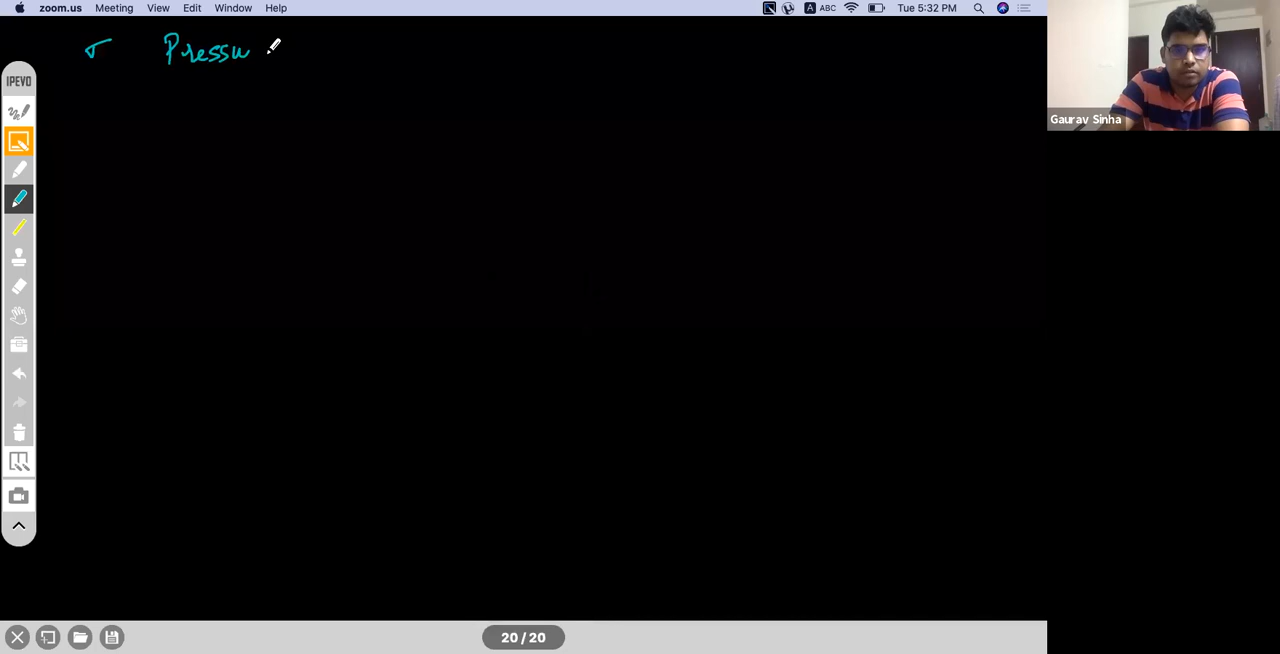 zoom.us Meeting View Edit Window Help A ABC Tue 5:32 PM
σ Pressu
IPEVO
Gaurav Sinha
20/20